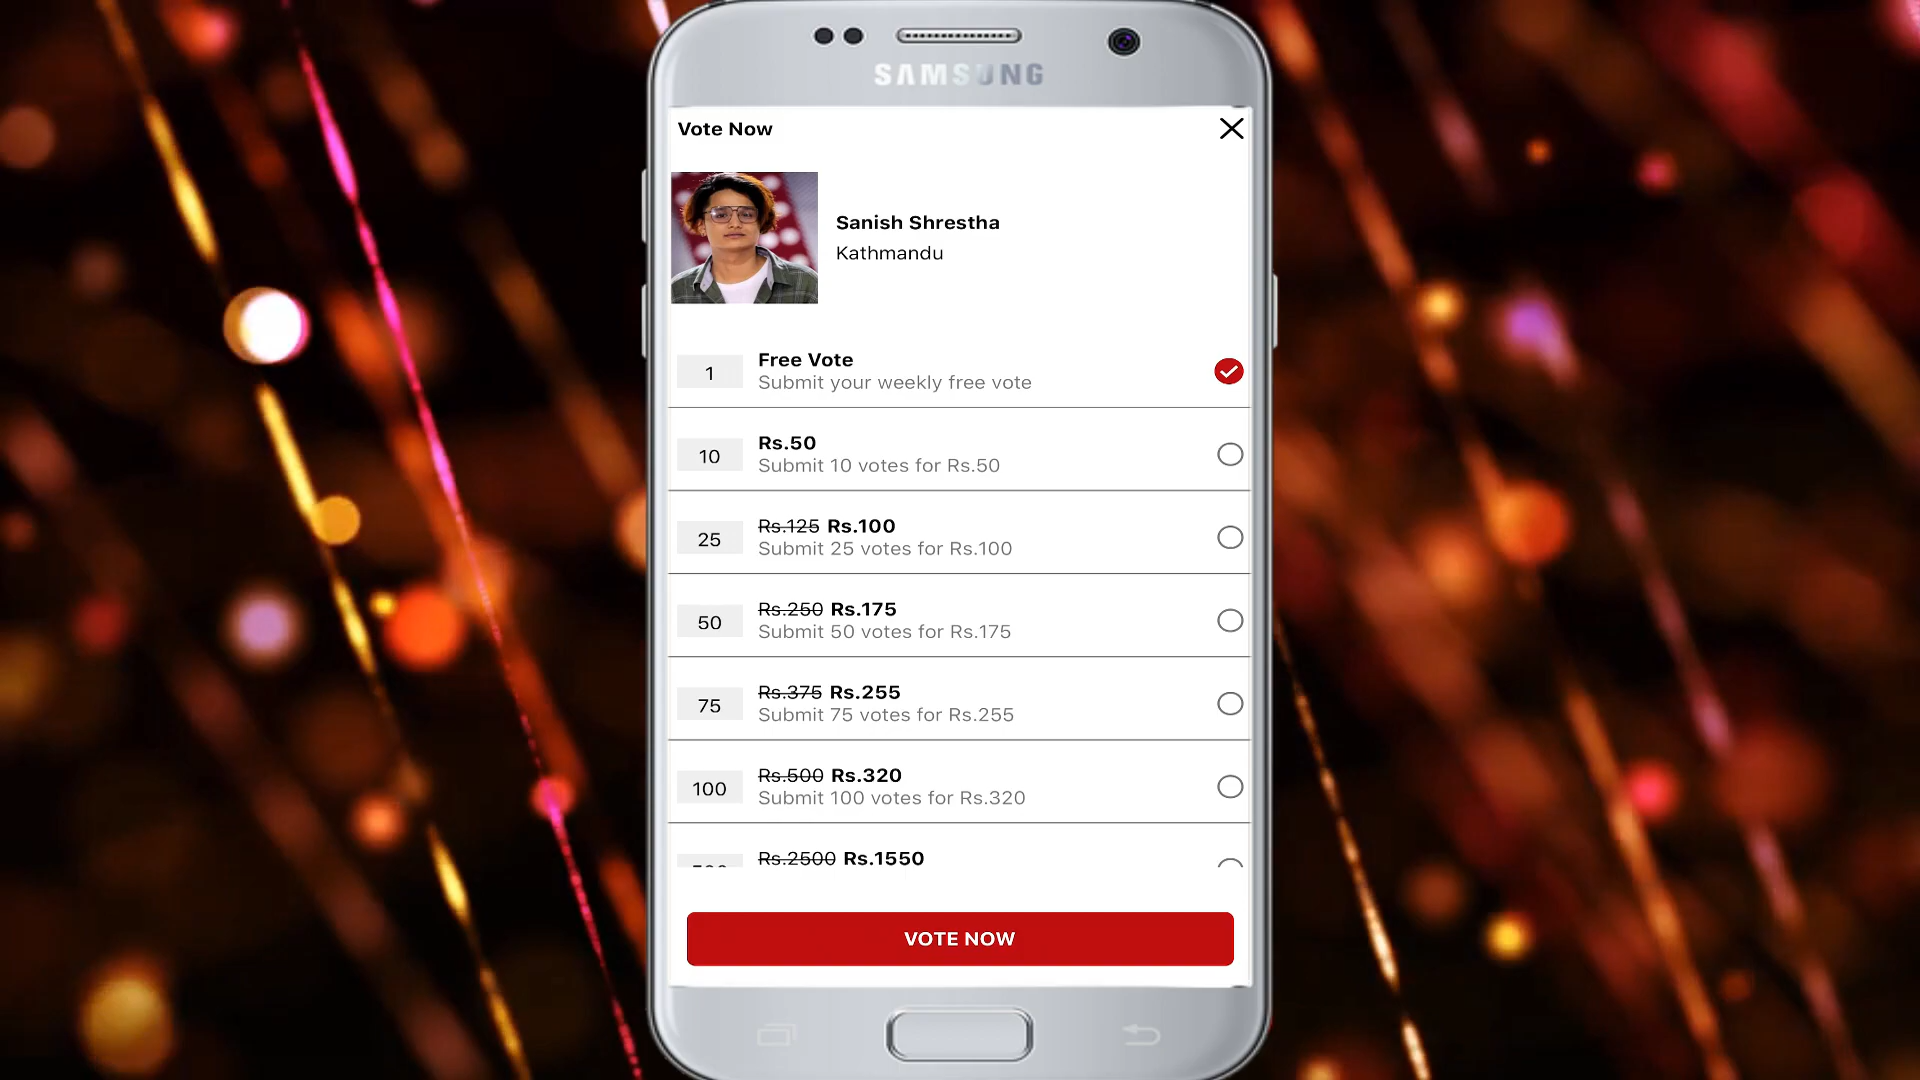 SAMSUNG
Vote Now
Sanish Shrestha
Kathmandu
1
Free Vote
Submit your weekly free vote
10
Rs.50
Submit 10 votes for Rs.50
25
Rs.125 Rs.100
Submit 25 votes for Rs.100
50
Rs.250 Rs.175
Submit 50 votes for Rs.175
75
Rs.375 Rs.255
Submit 75 votes for Rs.255
100
Rs.500 Rs.320
Submit 100 votes for Rs.320
Rs.2500 Rs.1550
VOTE NOW